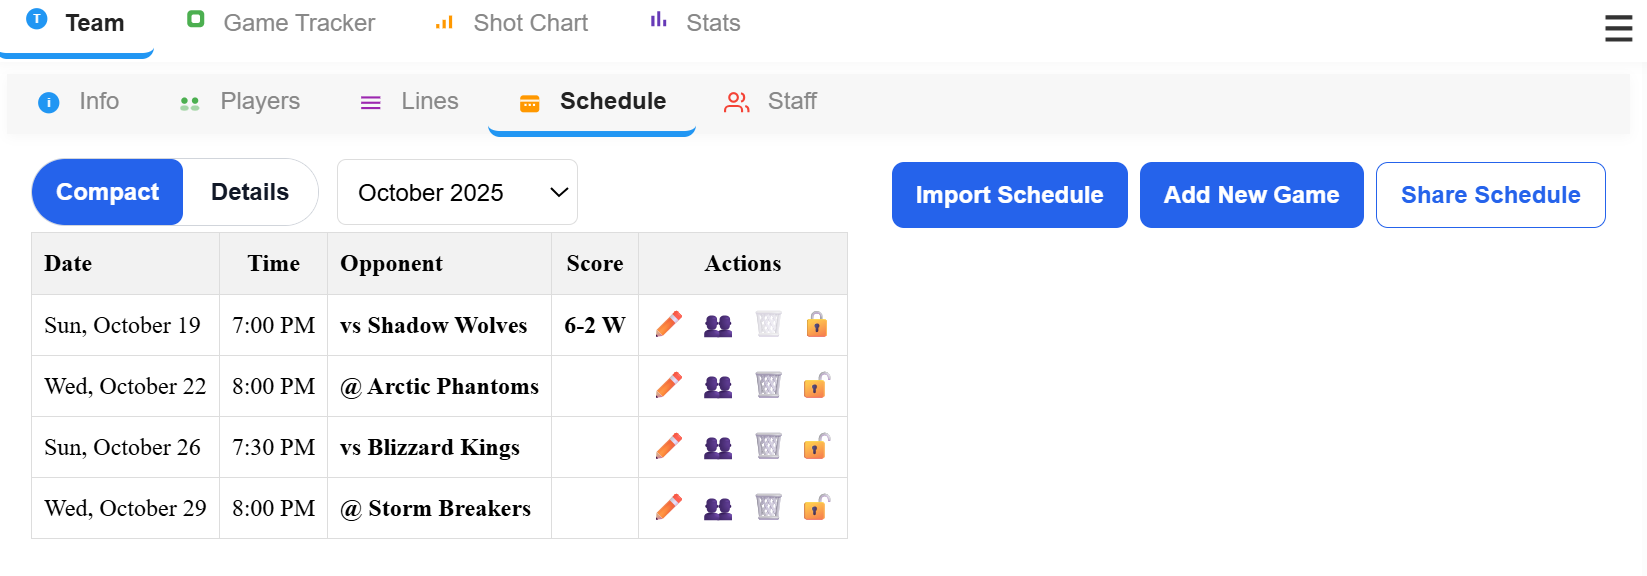 T Team Game Tracker Shot Chart Stats
i Info Players Lines Schedule Staff
Compact Details October 2025 Import Schedule Add New Game Share Schedule
Date Time Opponent Score Actions
Sun, October 19 7:00 PM vs Shadow Wolves 6-2 W
Wed, October 22 8:00 PM @ Arctic Phantoms
Sun, October 26 7:30 PM vs Blizzard Kings
Wed, October 29 8:00 PM @ Storm Breakers